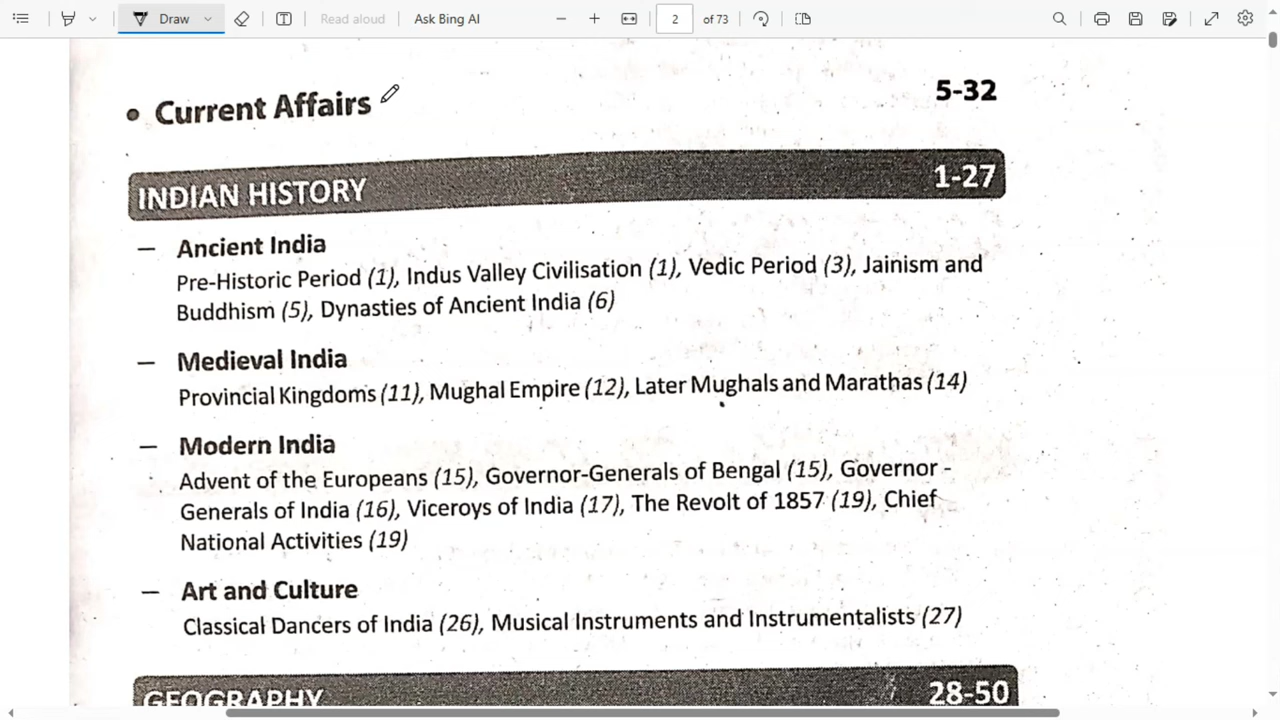 Draw
Read aloud
Ask Bing AI
2
of 73
Current Affairs
5-32
INDIAN HISTORY
1-27
— Ancient India
Pre-Historic Period (1), Indus Valley Civilisation (1), Vedic Period (3), Jainism and
Buddhism (5), Dynasties of Ancient India (6)
— Medieval India
Provincial Kingdoms (11), Mughal Empire (12), Later Mughals and Marathas (14)
— Modern India
Advent of the Europeans (15), Governor-Generals of Bengal (15), Governor -
Generals of India (16), Viceroys of India (17), The Revolt of 1857 (19), Chief
National Activities (19)
— Art and Culture
Classical Dancers of India (26), Musical Instruments and Instrumentalists (27)
GEOGRAPHY
28-50